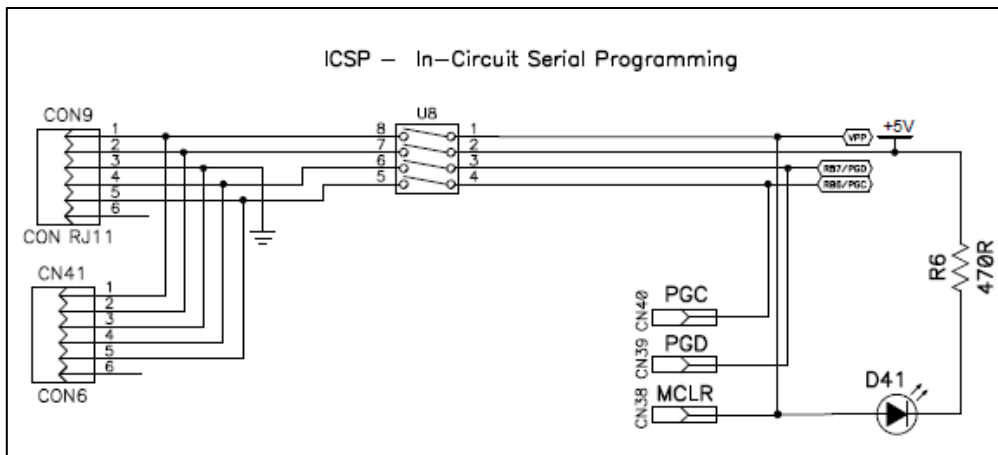 ICSP – In-Circuit Serial Programming
CON9
1
2
3
4
5
6
CON RJ11
U8
8 1
7 2
6 3
5 4
VPP
+5V
RB7/PGD
RB6/PGC
R6
470R
CN41
1
2
3
4
5
6
CON6
CN40
PGC
CN39
PGD
CN38
MCLR
D41